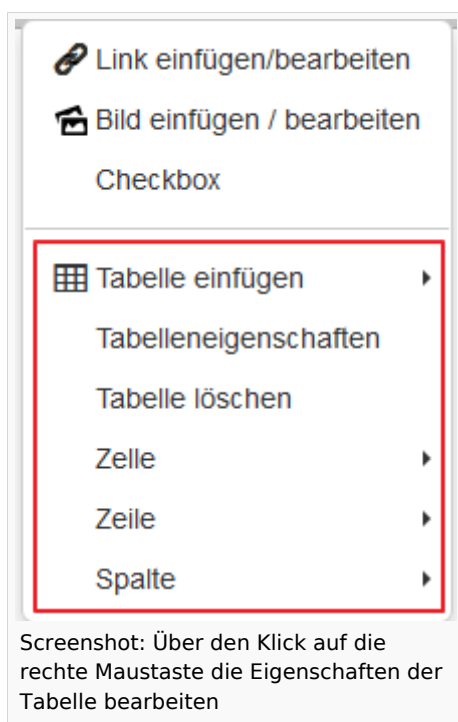 Link einfügen/bearbeiten
Bild einfügen / bearbeiten
Checkbox
Tabelle einfügen
Tabelleneigenschaften
Tabelle löschen
Zelle
Zeile
Spalte
Screenshot: Über den Klick auf die
rechte Maustaste die Eigenschaften der
Tabelle bearbeiten